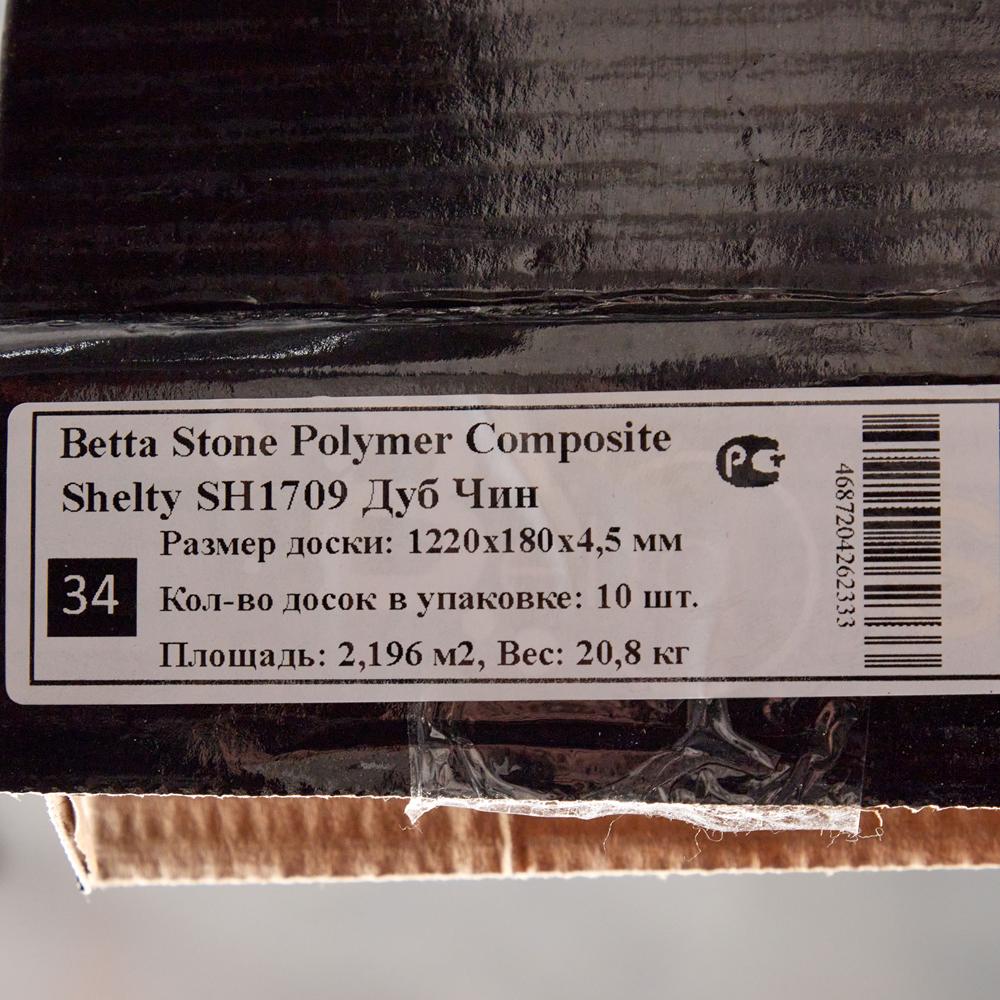 Betta Stone Polymer Composite
Shelty SH1709 Дуб Чин
Размер доски: 1220x180x4,5 мм
34
Кол-во досок в упаковке: 10 шт.
Площадь: 2,196 м2, Вес: 20,8 кг
РСТ
4687204262333